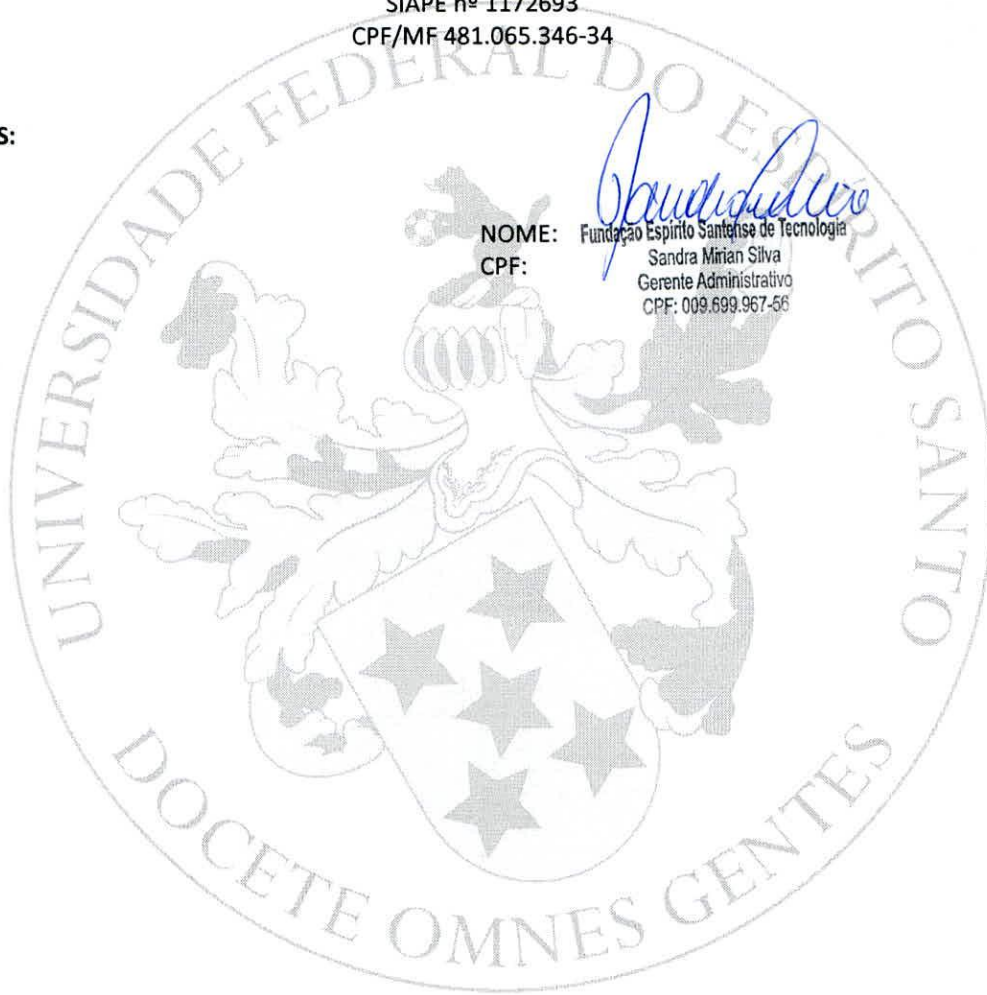 SIAPE nº 1172693
CPF/MF 481.065.346-34
S:
NOME: Fundação Espírito Santense de Tecnologia
CPF: Sandra Mirian Silva
Gerente Administrativo
CPF: 009.699.967-56
UNIVERSIDADE FEDERAL DO ESPÍRITO SANTO
DOCETE OMNES GENTES